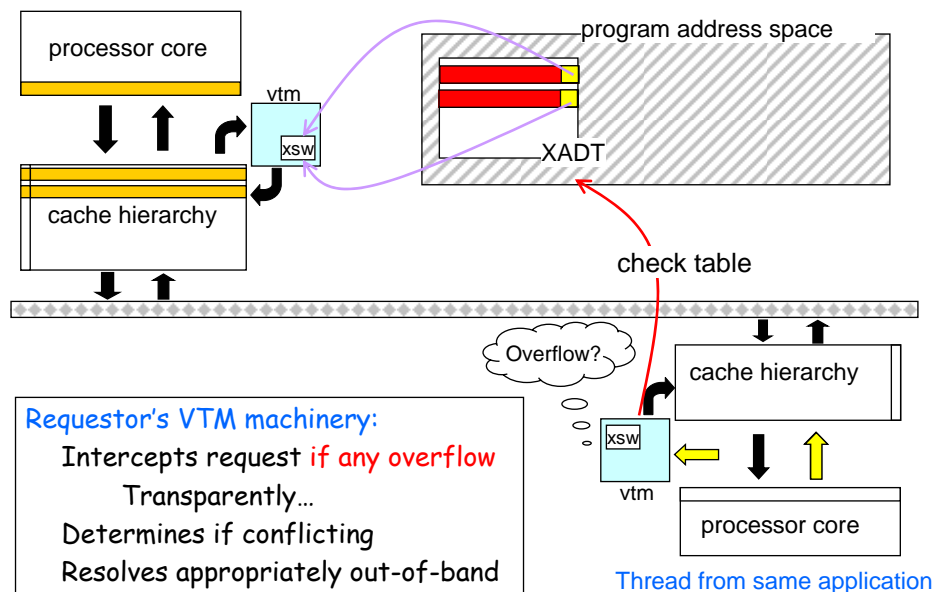 processor core
program address space
vtm
xsw
XADT
cache hierarchy
check table
Overflow?
cache hierarchy
Requestor's VTM machinery:
Intercepts request if any overflow
Transparently...
Determines if conflicting
Resolves appropriately out-of-band
xsw
vtm
processor core
Thread from same application